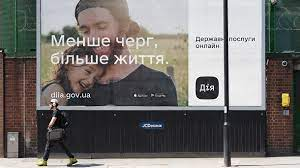 Менше черг,
більше життя.
Державні послуги
онлайн
diia.gov.ua
Дія
JCDecaux